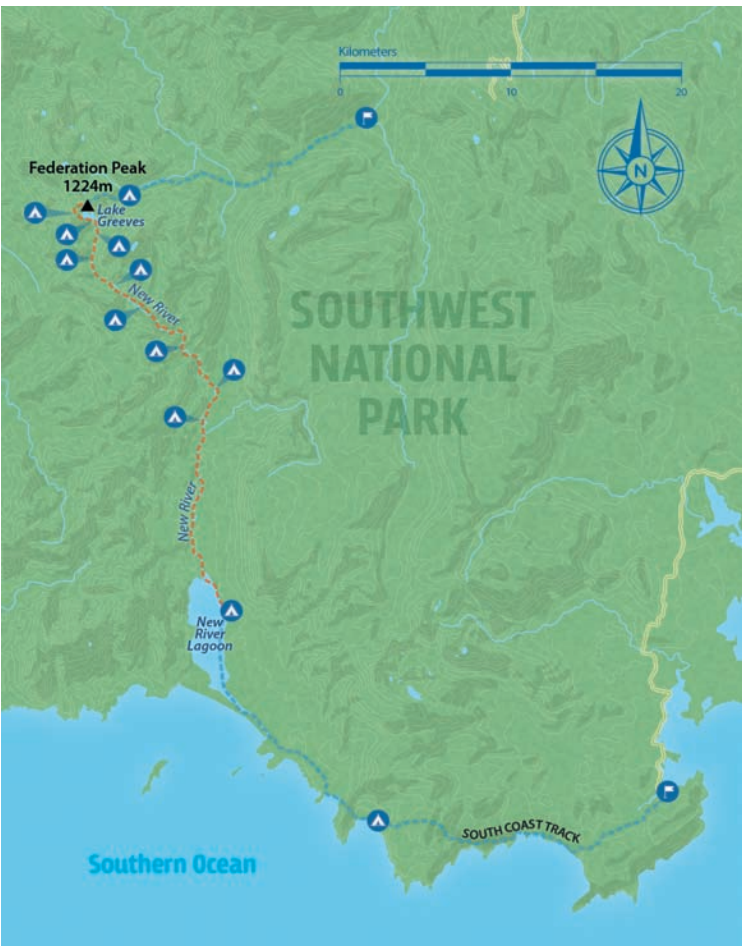 Kilometers
0 10 20
N
Federation Peak
1224m
Lake
Greeves
New River
SOUTHWEST
NATIONAL
PARK
New River
New
River
Lagoon
SOUTH COAST TRACK
Southern Ocean